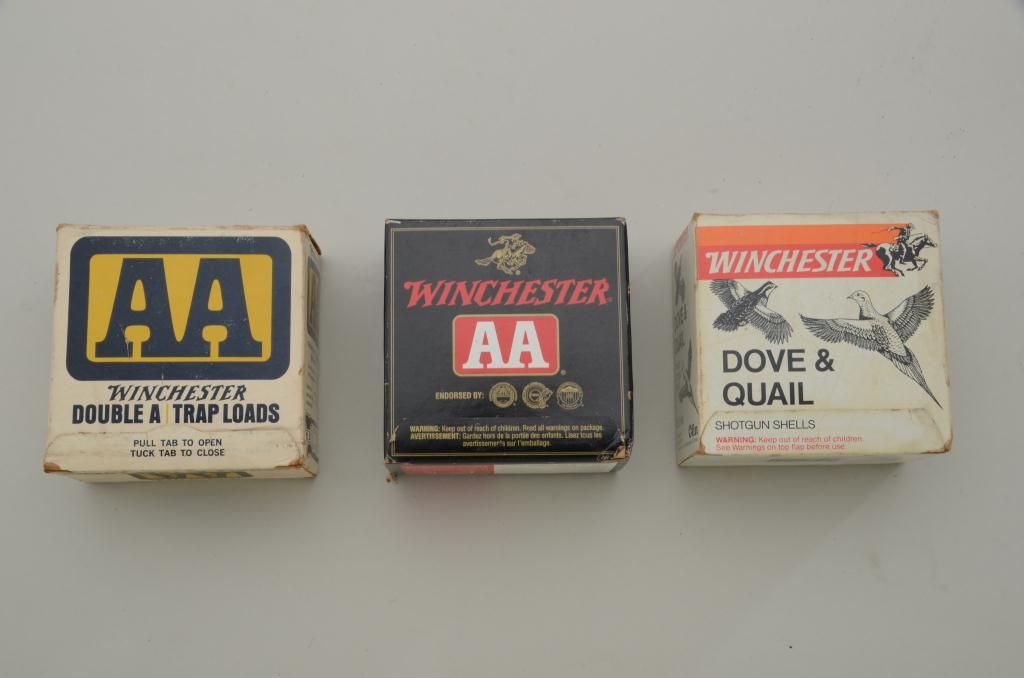 AA
WINCHESTER
DOUBLE A TRAP LOADS
PULL TAB TO OPEN
TUCK TAB TO CLOSE
WINCHESTER
AA
ENDORSED BY:
WARNING: Keep out of reach of children. Read all warnings on package.
AVERTISSEMENT: Gardez hors de la portée des enfants. Lisez tous les
sur l'emballage.
WINCHESTER
DOVE &
QUAIL
SHOTGUN SHELLS
WARNING: Keep out of reach of children.
See Warnings on top flap before use.